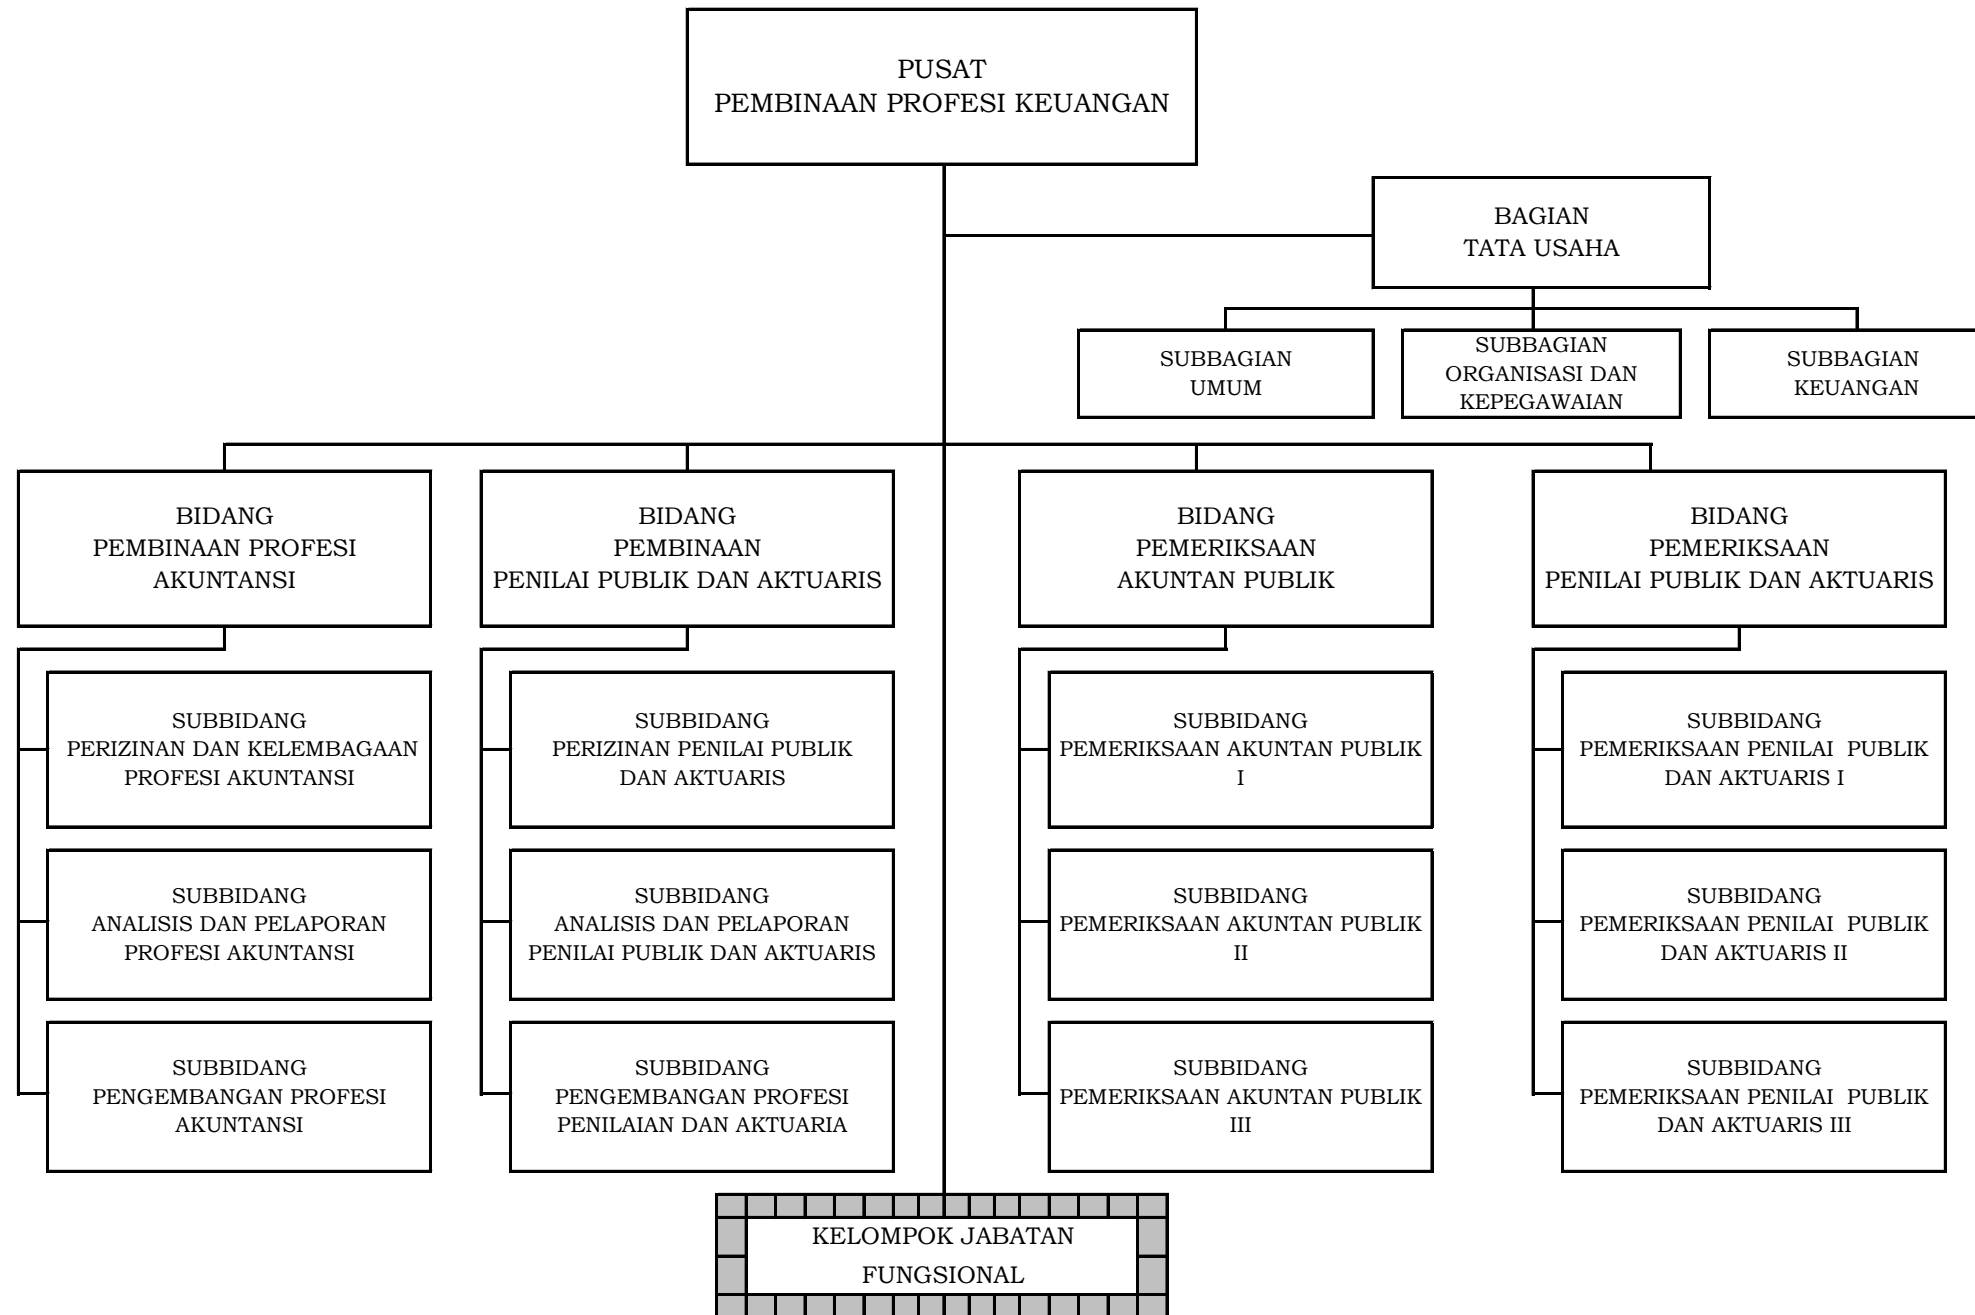 PUSAT
PEMBINAAN PROFESI KEUANGAN
BAGIAN
TATA USAHA
SUBBAGIAN
UMUM
SUBBAGIAN
ORGANISASI DAN
KEPEGAWAIAN
SUBBAGIAN
KEUANGAN
BIDANG
PEMBINAAN PROFESI
AKUNTANSI
BIDANG
PEMBINAAN
PENILAI PUBLIK DAN AKTUARIS
BIDANG
PEMERIKSAAN
AKUNTAN PUBLIK
BIDANG
PEMERIKSAAN
PENILAI PUBLIK DAN AKTUARIS
SUBBIDANG
PERIZINAN DAN KELEMBAGAAN
PROFESI AKUNTANSI
SUBBIDANG
PERIZINAN PENILAI PUBLIK
DAN AKTUARIS
SUBBIDANG
PEMERIKSAAN AKUNTAN PUBLIK
I
SUBBIDANG
PEMERIKSAAN PENILAI  PUBLIK
DAN AKTUARIS I
SUBBIDANG
ANALISIS DAN PELAPORAN
PROFESI AKUNTANSI
SUBBIDANG
ANALISIS DAN PELAPORAN
PENILAI PUBLIK DAN AKTUARIS
SUBBIDANG
PEMERIKSAAN AKUNTAN PUBLIK
II
SUBBIDANG
PEMERIKSAAN PENILAI  PUBLIK
DAN AKTUARIS II
SUBBIDANG
PENGEMBANGAN PROFESI
AKUNTANSI
SUBBIDANG
PENGEMBANGAN PROFESI
PENILAIAN DAN AKTUARIA
SUBBIDANG
PEMERIKSAAN AKUNTAN PUBLIK
III
SUBBIDANG
PEMERIKSAAN PENILAI  PUBLIK
DAN AKTUARIS III
KELOMPOK JABATAN
FUNGSIONAL